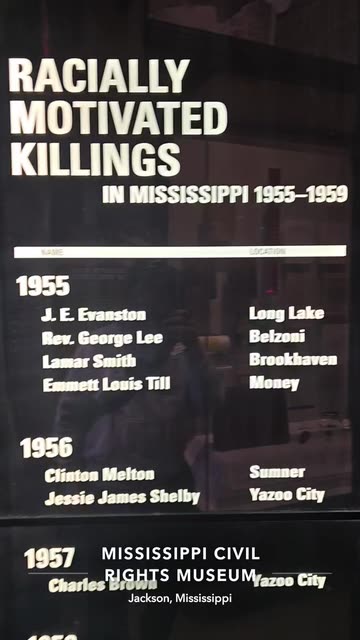 RACIALLY
MOTIVATED
KILLINGS
IN MISSISSIPPI 1955–1959
NAME LOCATION
1955
J. E. Evanston Long Lake
Rev. George Lee Belzoni
Lamar Smith Brookhaven
Emmett Louis Till Money
1956
Clinton Melton Sumner
Jessie James Shelby Yazoo City
1957
MISSISSIPPI CIVIL
RIGHTS MUSEUM
Charles Brown Yazoo City
Jackson, Mississippi